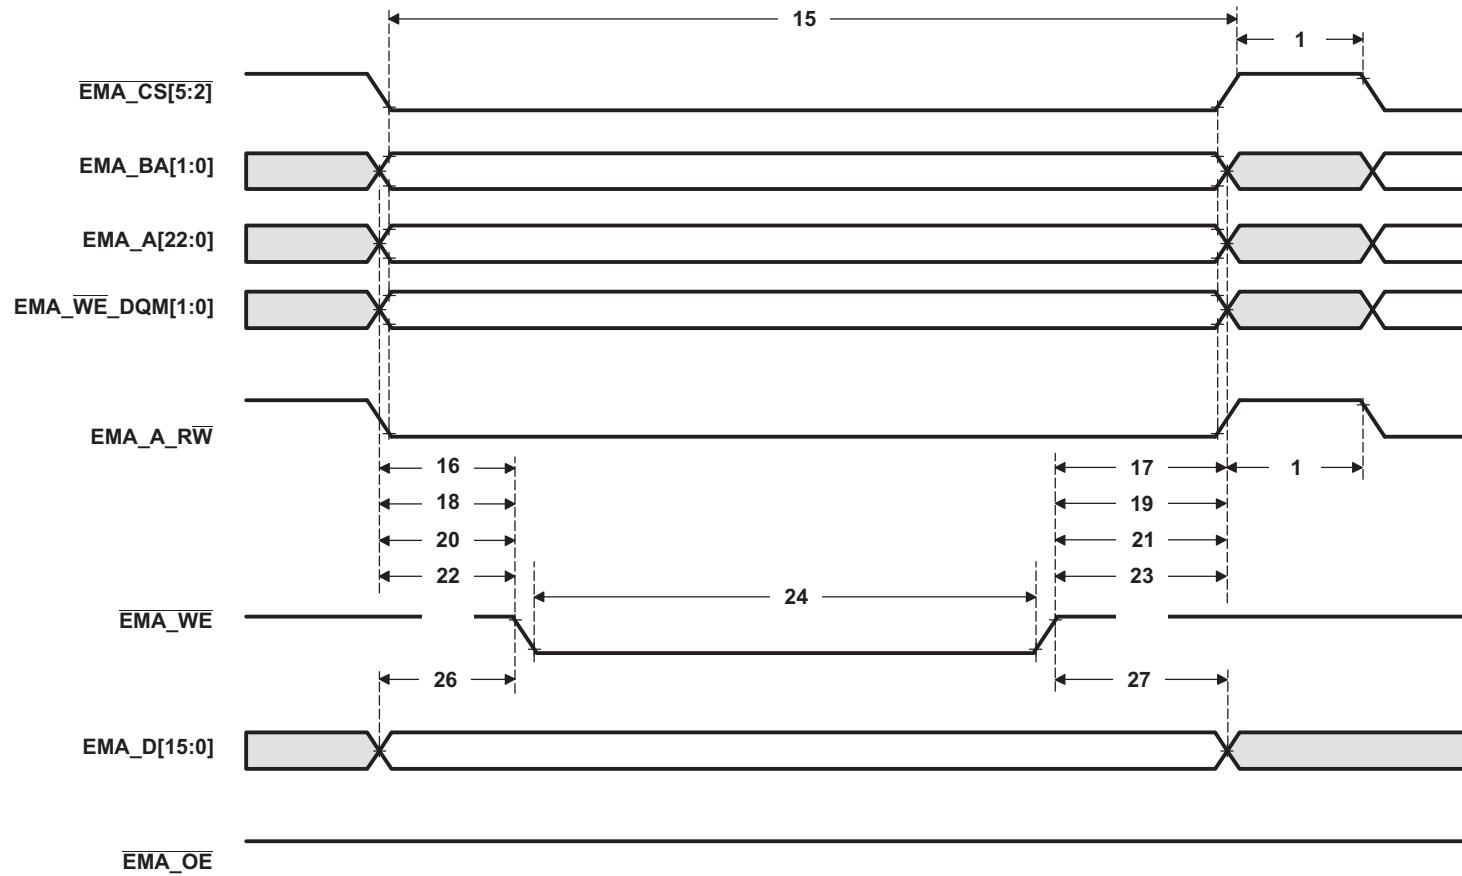 15
1
EMA_CS[5:2]
EMA_BA[1:0]
EMA_A[22:0]
EMA_WE_DQM[1:0]
EMA_A_RW
16 17 1
18 19
20 21
22 23
24
EMA_WE
26 27
EMA_D[15:0]
EMA_OE